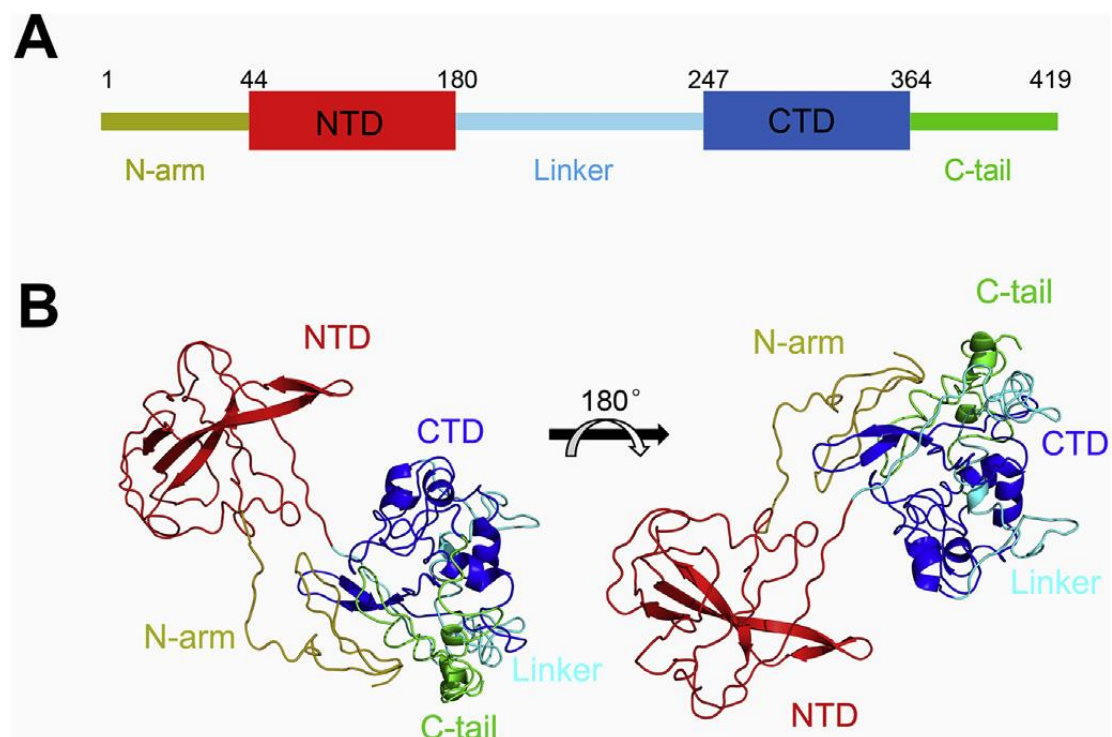 A
1 44 180 247 364 419
NTD CTD
N-arm Linker C-tail
B
C-tail
NTD N-arm
180°
CTD CTD
Linker
N-arm
Linker
C-tail NTD